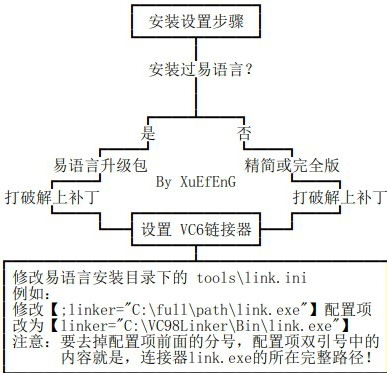 安装设置步骤
安装过易语言？
是
否
易语言升级包
精简或完全版
By XuEfEnG
打破解上补丁
打破解上补丁
设置 VC6链接器
修改易语言安装目录下的 tools\link.ini
例如:
修改【;linker="C:\full\path\link.exe"】配置项
改为【linker="C:\VC98Linker\Bin\link.exe"】
注意: 要去掉配置项前面的分号，配置项双引号中的
内容就是，连接器link.exe的所在完整路径！